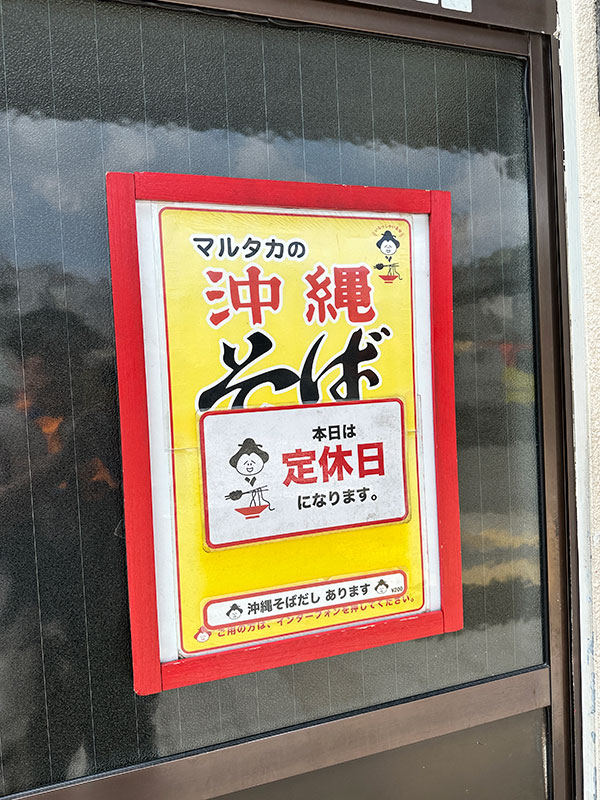 マルタカの
沖縄
そば
本日は
定休日
になります。
沖縄そばだし あります
¥200
ご用の方は、インターフォンを押してください。